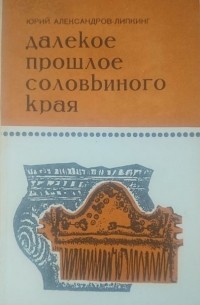 ЮРИЙ АЛЕКСАНДРОВ-ЛИПКИНГ
ДАЛЕКОЕ
ПРОШЛОЕ
СОЛОВЬИНОГО
КРАЯ